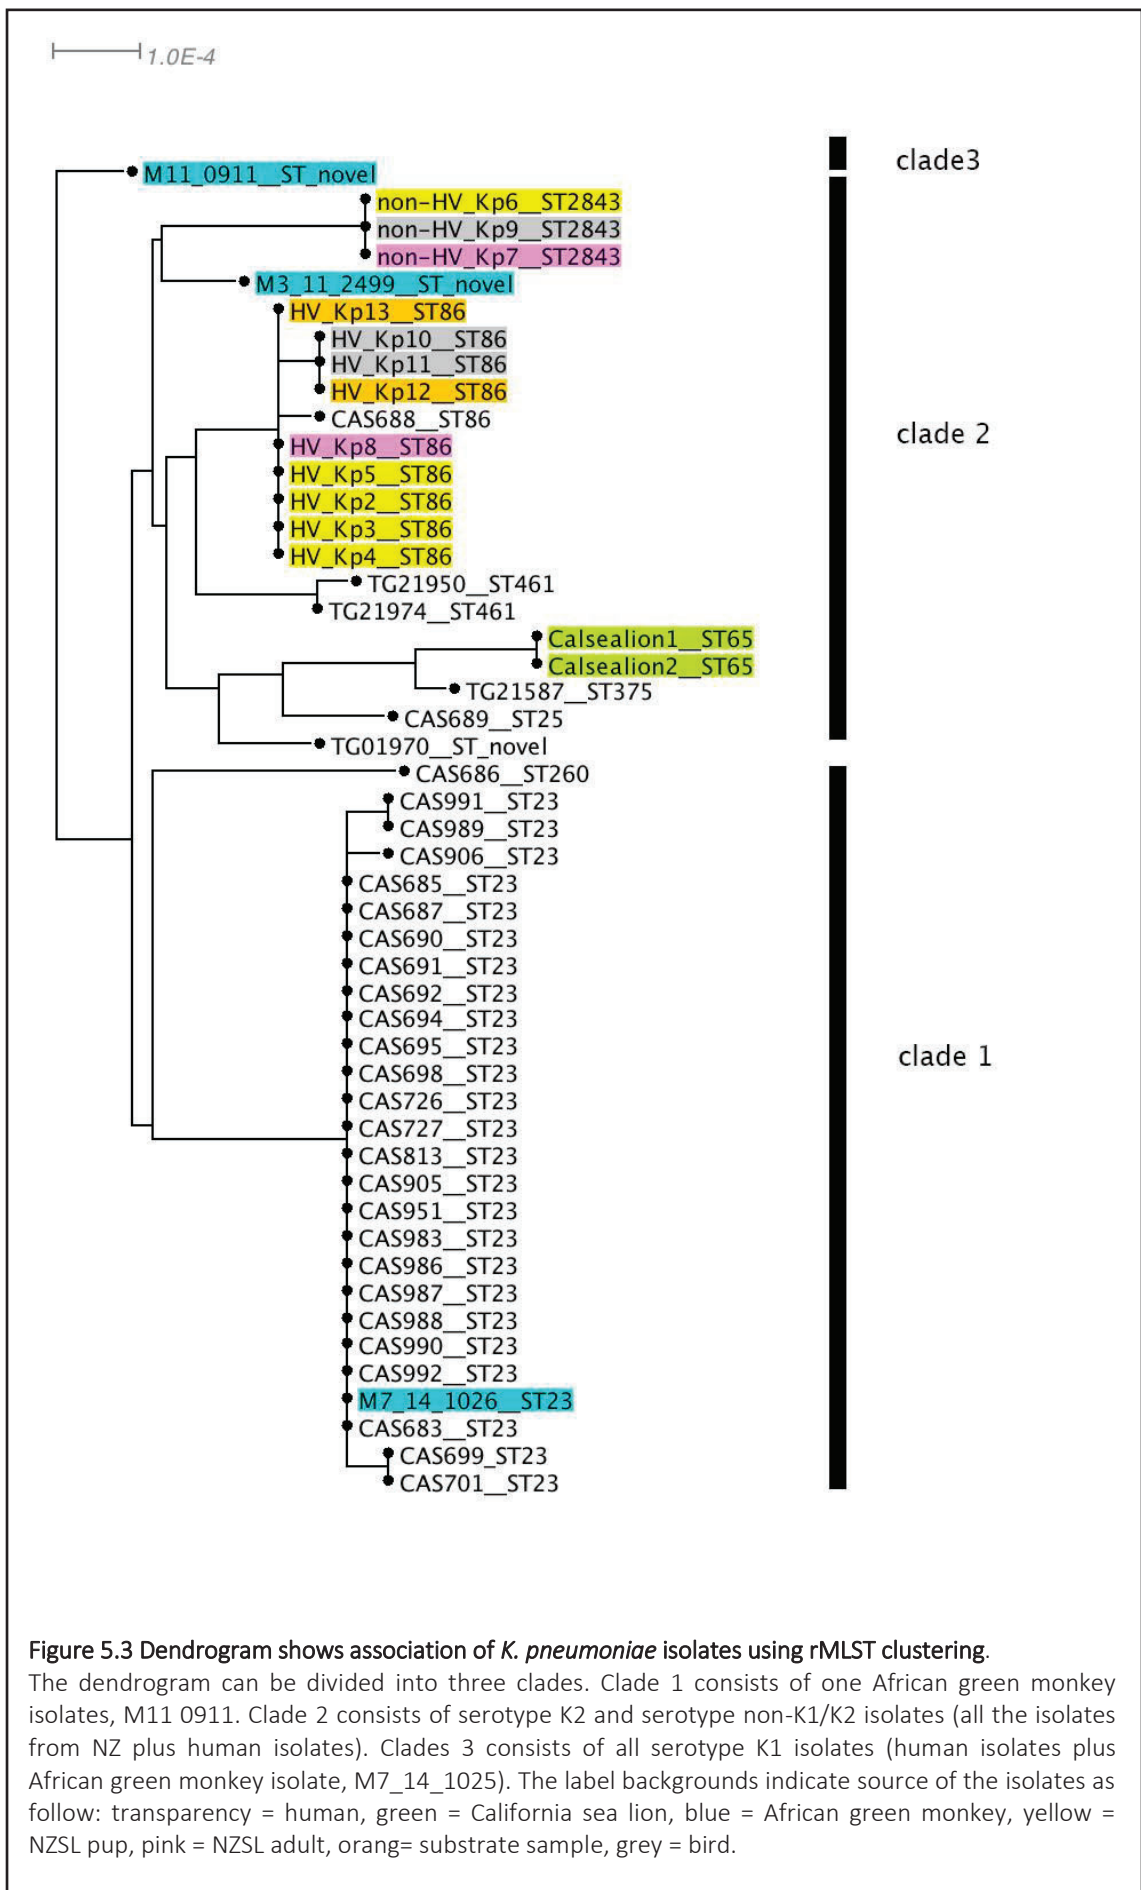 1.0E-4
clade3
M11_0911__ST_novel
non-HV_Kp6__ST2843
non-HV_Kp9__ST2843
non-HV_Kp7__ST2843
M3_11_2499__ST_novel
HV_Kp13__ST86
HV_Kp10__ST86
HV_Kp11__ST86
HV_Kp12__ST86
CAS688__ST86
clade 2
HV_Kp8__ST86
HV_Kp5__ST86
HV_Kp2__ST86
HV_Kp3__ST86
HV_Kp4__ST86
TG21950__ST461
TG21974__ST461
Calsealion1__ST65
Calsealion2__ST65
TG21587__ST375
CAS689__ST25
TG01970__ST_novel
CAS686__ST260
CAS991__ST23
CAS989__ST23
CAS906__ST23
CAS685__ST23
CAS687__ST23
CAS690__ST23
CAS691__ST23
CAS692__ST23
CAS694__ST23
CAS695__ST23
clade 1
CAS698__ST23
CAS726__ST23
CAS727__ST23
CAS813__ST23
CAS905__ST23
CAS951__ST23
CAS983__ST23
CAS986__ST23
CAS987__ST23
CAS988__ST23
CAS990__ST23
CAS992__ST23
M7_14_1026__ST23
CAS683__ST23
CAS699_ST23
CAS701__ST23
Figure 5.3 Dendrogram shows association of K. pneumoniae isolates using rMLST clustering.
The dendrogram can be divided into three clades. Clade 1 consists of one African green monkey
isolates, M11 0911. Clade 2 consists of serotype K2 and serotype non-K1/K2 isolates (all the isolates
from NZ plus human isolates). Clades 3 consists of all serotype K1 isolates (human isolates plus
African green monkey isolate, M7_14_1025). The label backgrounds indicate source of the isolates as
follow: transparency = human, green = California sea lion, blue = African green monkey, yellow =
NZSL pup, pink = NZSL adult, orang= substrate sample, grey = bird.